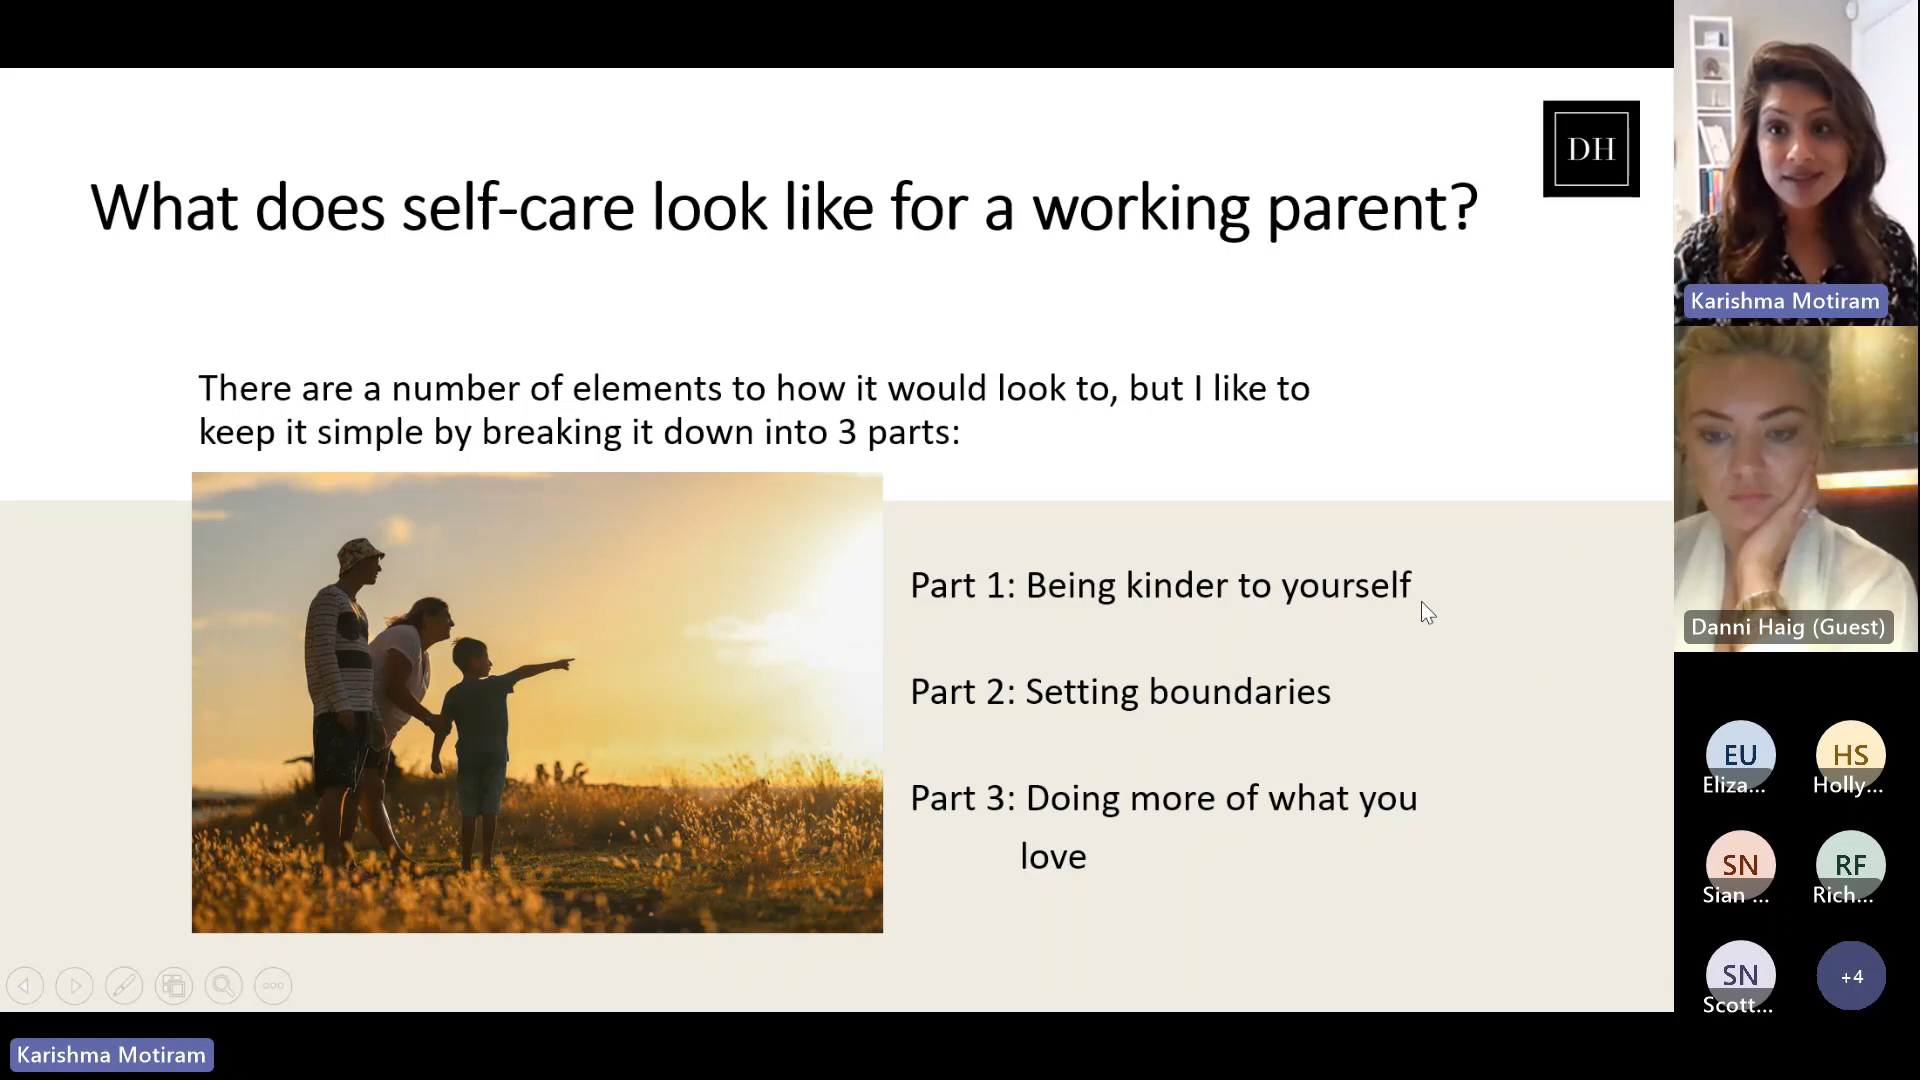 DH
What does self-care look like for a working parent?
There are a number of elements to how it would look to, but I like to
keep it simple by breaking it down into 3 parts:
Part 1: Being kinder to yourself
Part 2: Setting boundaries
Part 3: Doing more of what you
love
Karishma Motiram
Danni Haig (Guest)
EU
Eliza...
HS
Holly...
SN
Sian ...
RF
Rich...
SN
Scott...
+4
Karishma Motiram